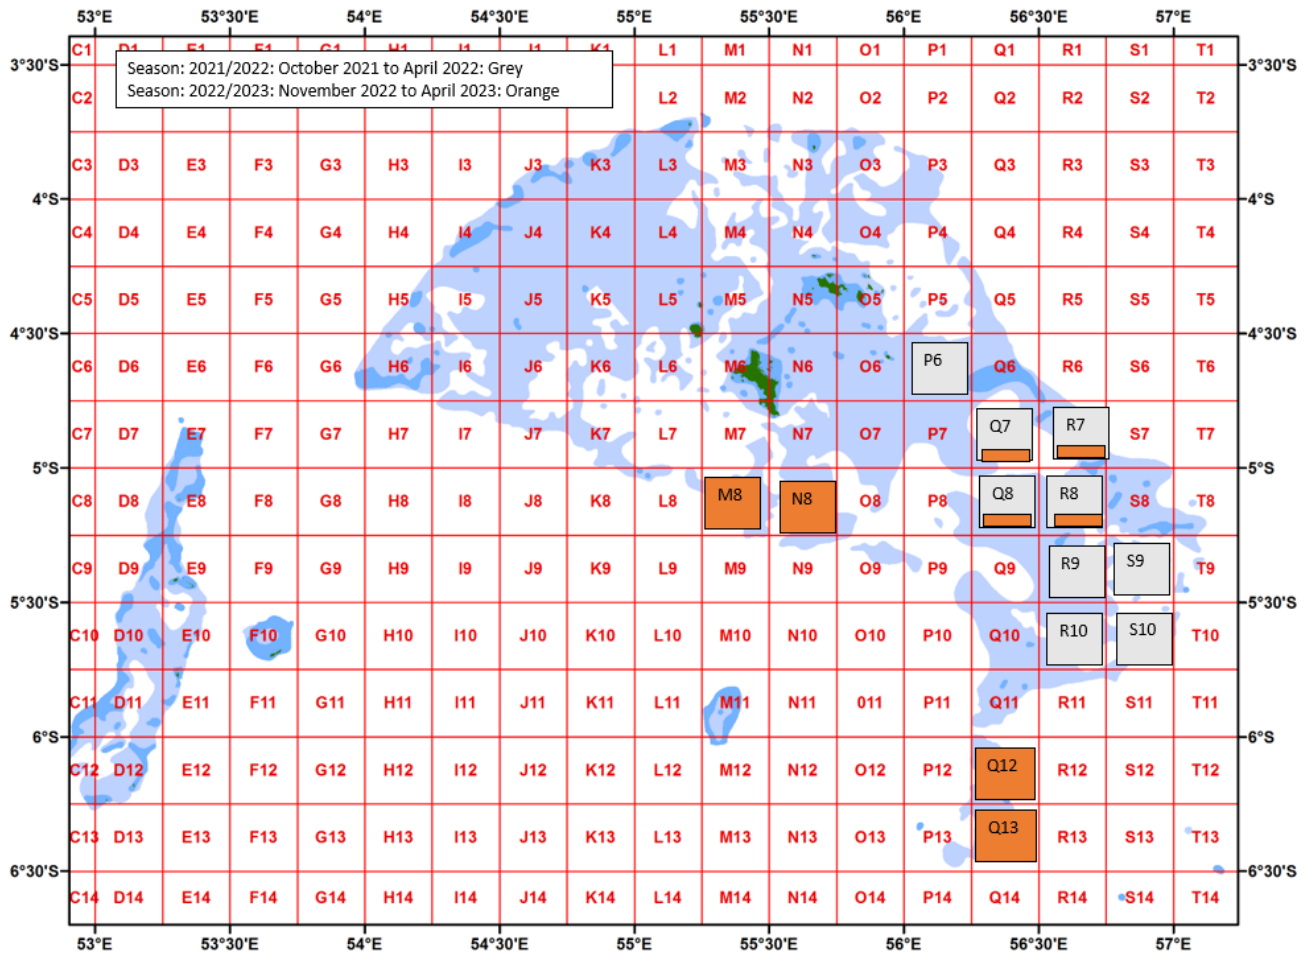 53°E 53°30'E 54°E 54°30'E 55°E 55°30'E 56°E 56°30'E 57°E
C1 D1 E1 F1 G1 H1 I1 J1 K1 L1 M1 N1 O1 P1 Q1 R1 S1 T1
3°30'S 3°30'S
Season: 2021/2022: October 2021 to April 2022: Grey
Season: 2022/2023: November 2022 to April 2023: Orange
C2 L2 M2 N2 O2 P2 Q2 R2 S2 T2
C3 D3 E3 F3 G3 H3 I3 J3 K3 L3 M3 N3 O3 P3 Q3 R3 S3 T3
4°S 4°S
C4 D4 E4 F4 G4 H4 I4 J4 K4 L4 M4 N4 O4 P4 Q4 R4 S4 T4
C5 D5 E5 F5 G5 H5 I5 J5 K5 L5 M5 N5 O5 P5 Q5 R5 S5 T5
4°30'S 4°30'S
C6 D6 E6 F6 G6 H6 I6 J6 K6 L6 M6 N6 O6 P6 Q6 R6 S6 T6
C7 D7 E7 F7 G7 H7 I7 J7 K7 L7 M7 N7 O7 P7 Q7 R7 S7 T7
5°S 5°S
C8 D8 E8 F8 G8 H8 I8 J8 K8 L8 M8 N8 O8 P8 Q8 R8 S8 T8
C9 D9 E9 F9 G9 H9 I9 J9 K9 L9 M9 N9 O9 P9 Q9 R9 S9 T9
5°30'S 5°30'S
C10 D10 E10 F10 G10 H10 I10 J10 K10 L10 M10 N10 O10 P10 Q10 R10 S10 T10
C11 D11 E11 F11 G11 H11 I11 J11 K11 L11 M11 N11 011 P11 Q11 R11 S11 T11
6°S 6°S
C12 D12 E12 F12 G12 H12 I12 J12 K12 L12 M12 N12 O12 P12 Q12 R12 S12 T12
C13 D13 E13 F13 G13 H13 I13 J13 K13 L13 M13 N13 O13 P13 Q13 R13 S13 T13
6°30'S 6°30'S
C14 D14 E14 F14 G14 H14 I14 J14 K14 L14 M14 N14 O14 P14 Q14 R14 S14 T14
53°E 53°30'E 54°E 54°30'E 55°E 55°30'E 56°E 56°30'E 57°E